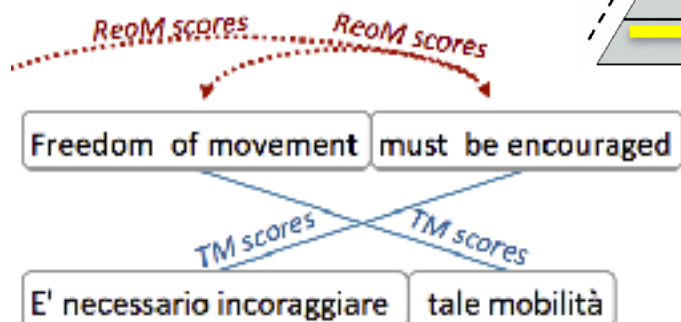 ReoM scores ReoM scores
Freedom of movement must be encouraged
TM scores TM scores
E' necessario incoraggiare tale mobilità